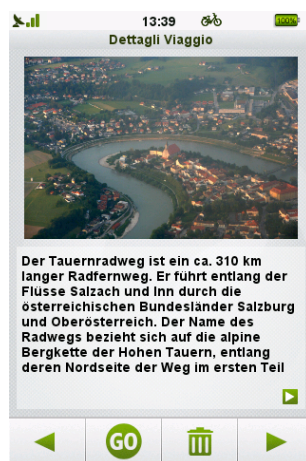 13:39
100%
Dettagli Viaggio
Der Tauernradweg ist ein ca. 310 km
langer Radfernweg. Er führt entlang der
Flüsse Salzach und Inn durch die
österreichischen Bundesländer Salzburg
und Oberösterreich. Der Name des
Radwegs bezieht sich auf die alpine
Bergkette der Hohen Tauern, entlang
deren Nordseite der Weg im ersten Teil
GO